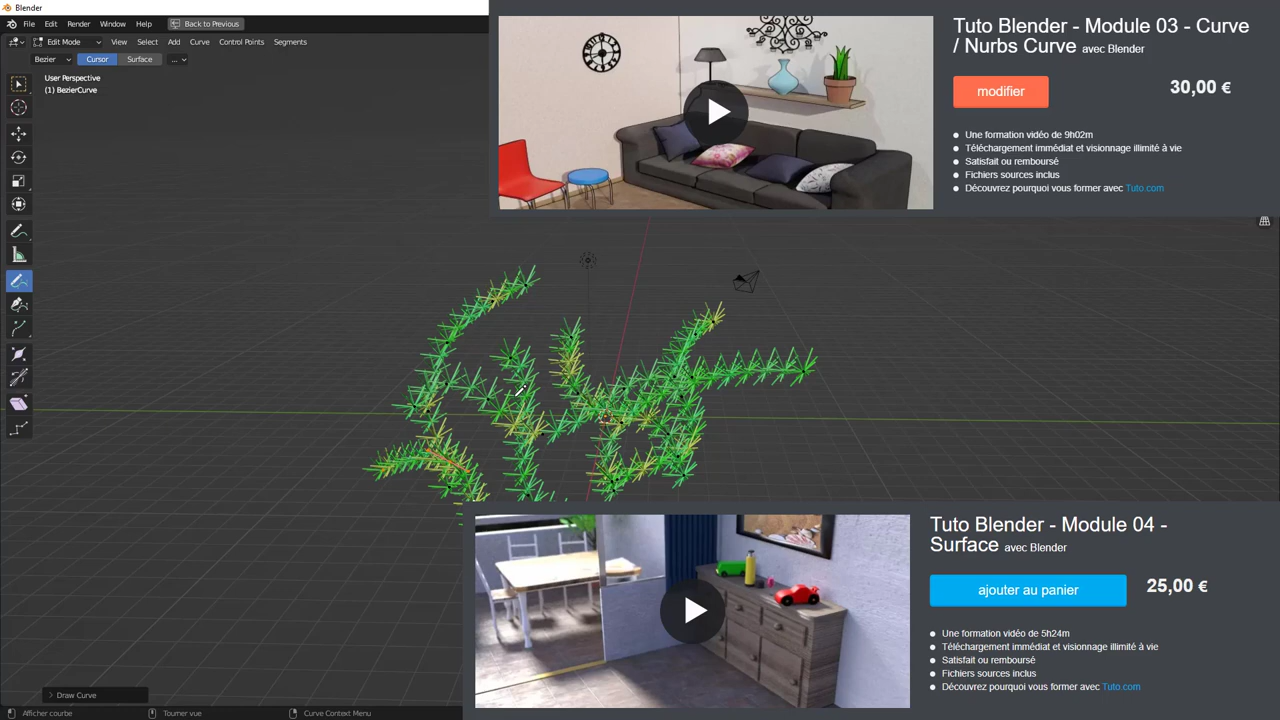 Blender
File Edit Render Window Help Back to Previous
Edit Mode View Select Add Curve Control Points Segments
Bezier Cursor Surface ...
User Perspective
(1) BezierCurve
Tuto Blender - Module 03 - Curve
/ Nurbs Curve avec Blender
modifier 30,00 €
Une formation vidéo de 9h02m
Téléchargement immédiat et visionnage illimité à vie
Satisfait ou remboursé
Fichiers sources inclus
Découvrez pourquoi vous former avec Tuto.com
Tuto Blender - Module 04 -
Surface avec Blender
ajouter au panier 25,00 €
Une formation vidéo de 5h24m
Téléchargement immédiat et visionnage illimité à vie
Satisfait ou remboursé
Fichiers sources inclus
Découvrez pourquoi vous former avec Tuto.com
Draw Curve
Afficher courbe Tourner vue Curve Context Menu